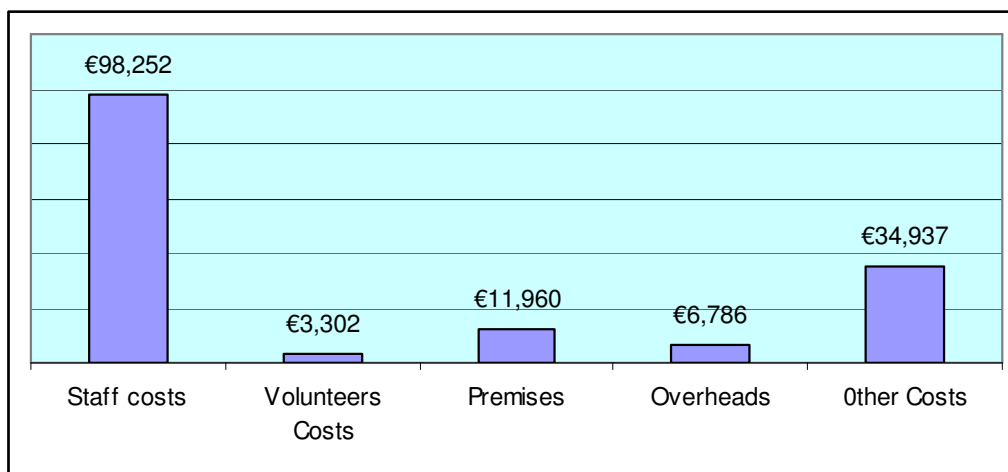 €98,252
€3,302
€11,960
€6,786
€34,937
Staff costs
Volunteers
Costs
Premises
Overheads
0ther Costs